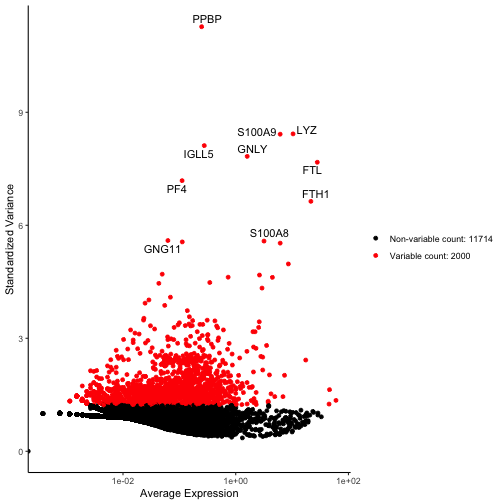 PPBP
S100A9 LYZ
IGLL5 GNLY
FTL
PF4
FTH1
S100A8
GNG11
Non-variable count: 11714
Variable count: 2000
Standardized Variance
9
6
3
0
1e-02 1e+00 1e+02
Average Expression